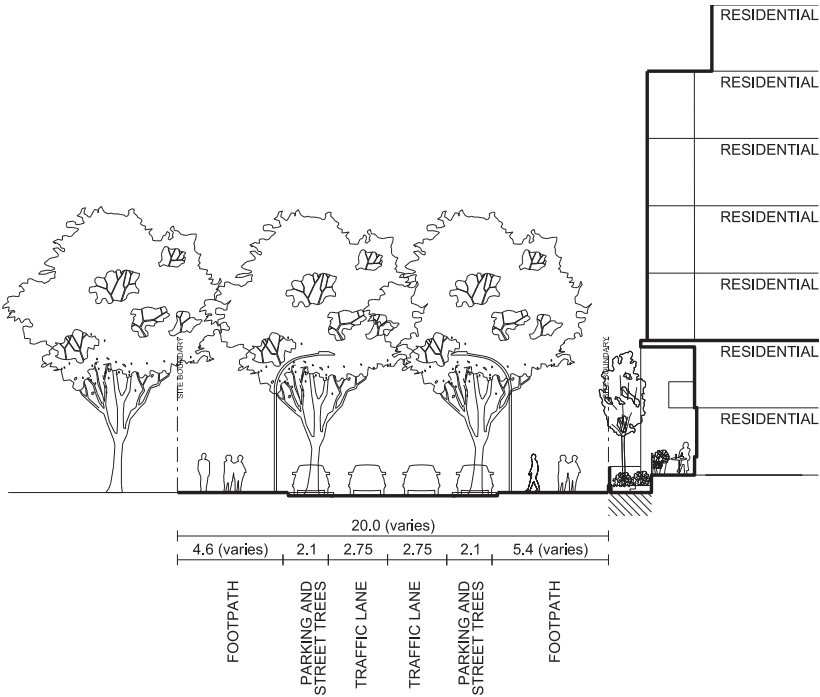 RESIDENTIAL
RESIDENTIAL
RESIDENTIAL
RESIDENTIAL
RESIDENTIAL
RESIDENTIAL
RESIDENTIAL
SITE BOUNDARY
BOUNDARY
20.0 (varies)
4.6 (varies)
2.1
2.75
2.75
2.1
5.4 (varies)
FOOTPATH
PARKING AND
STREET TREES
TRAFFIC LANE
TRAFFIC LANE
PARKING AND
STREET TREES
FOOTPATH